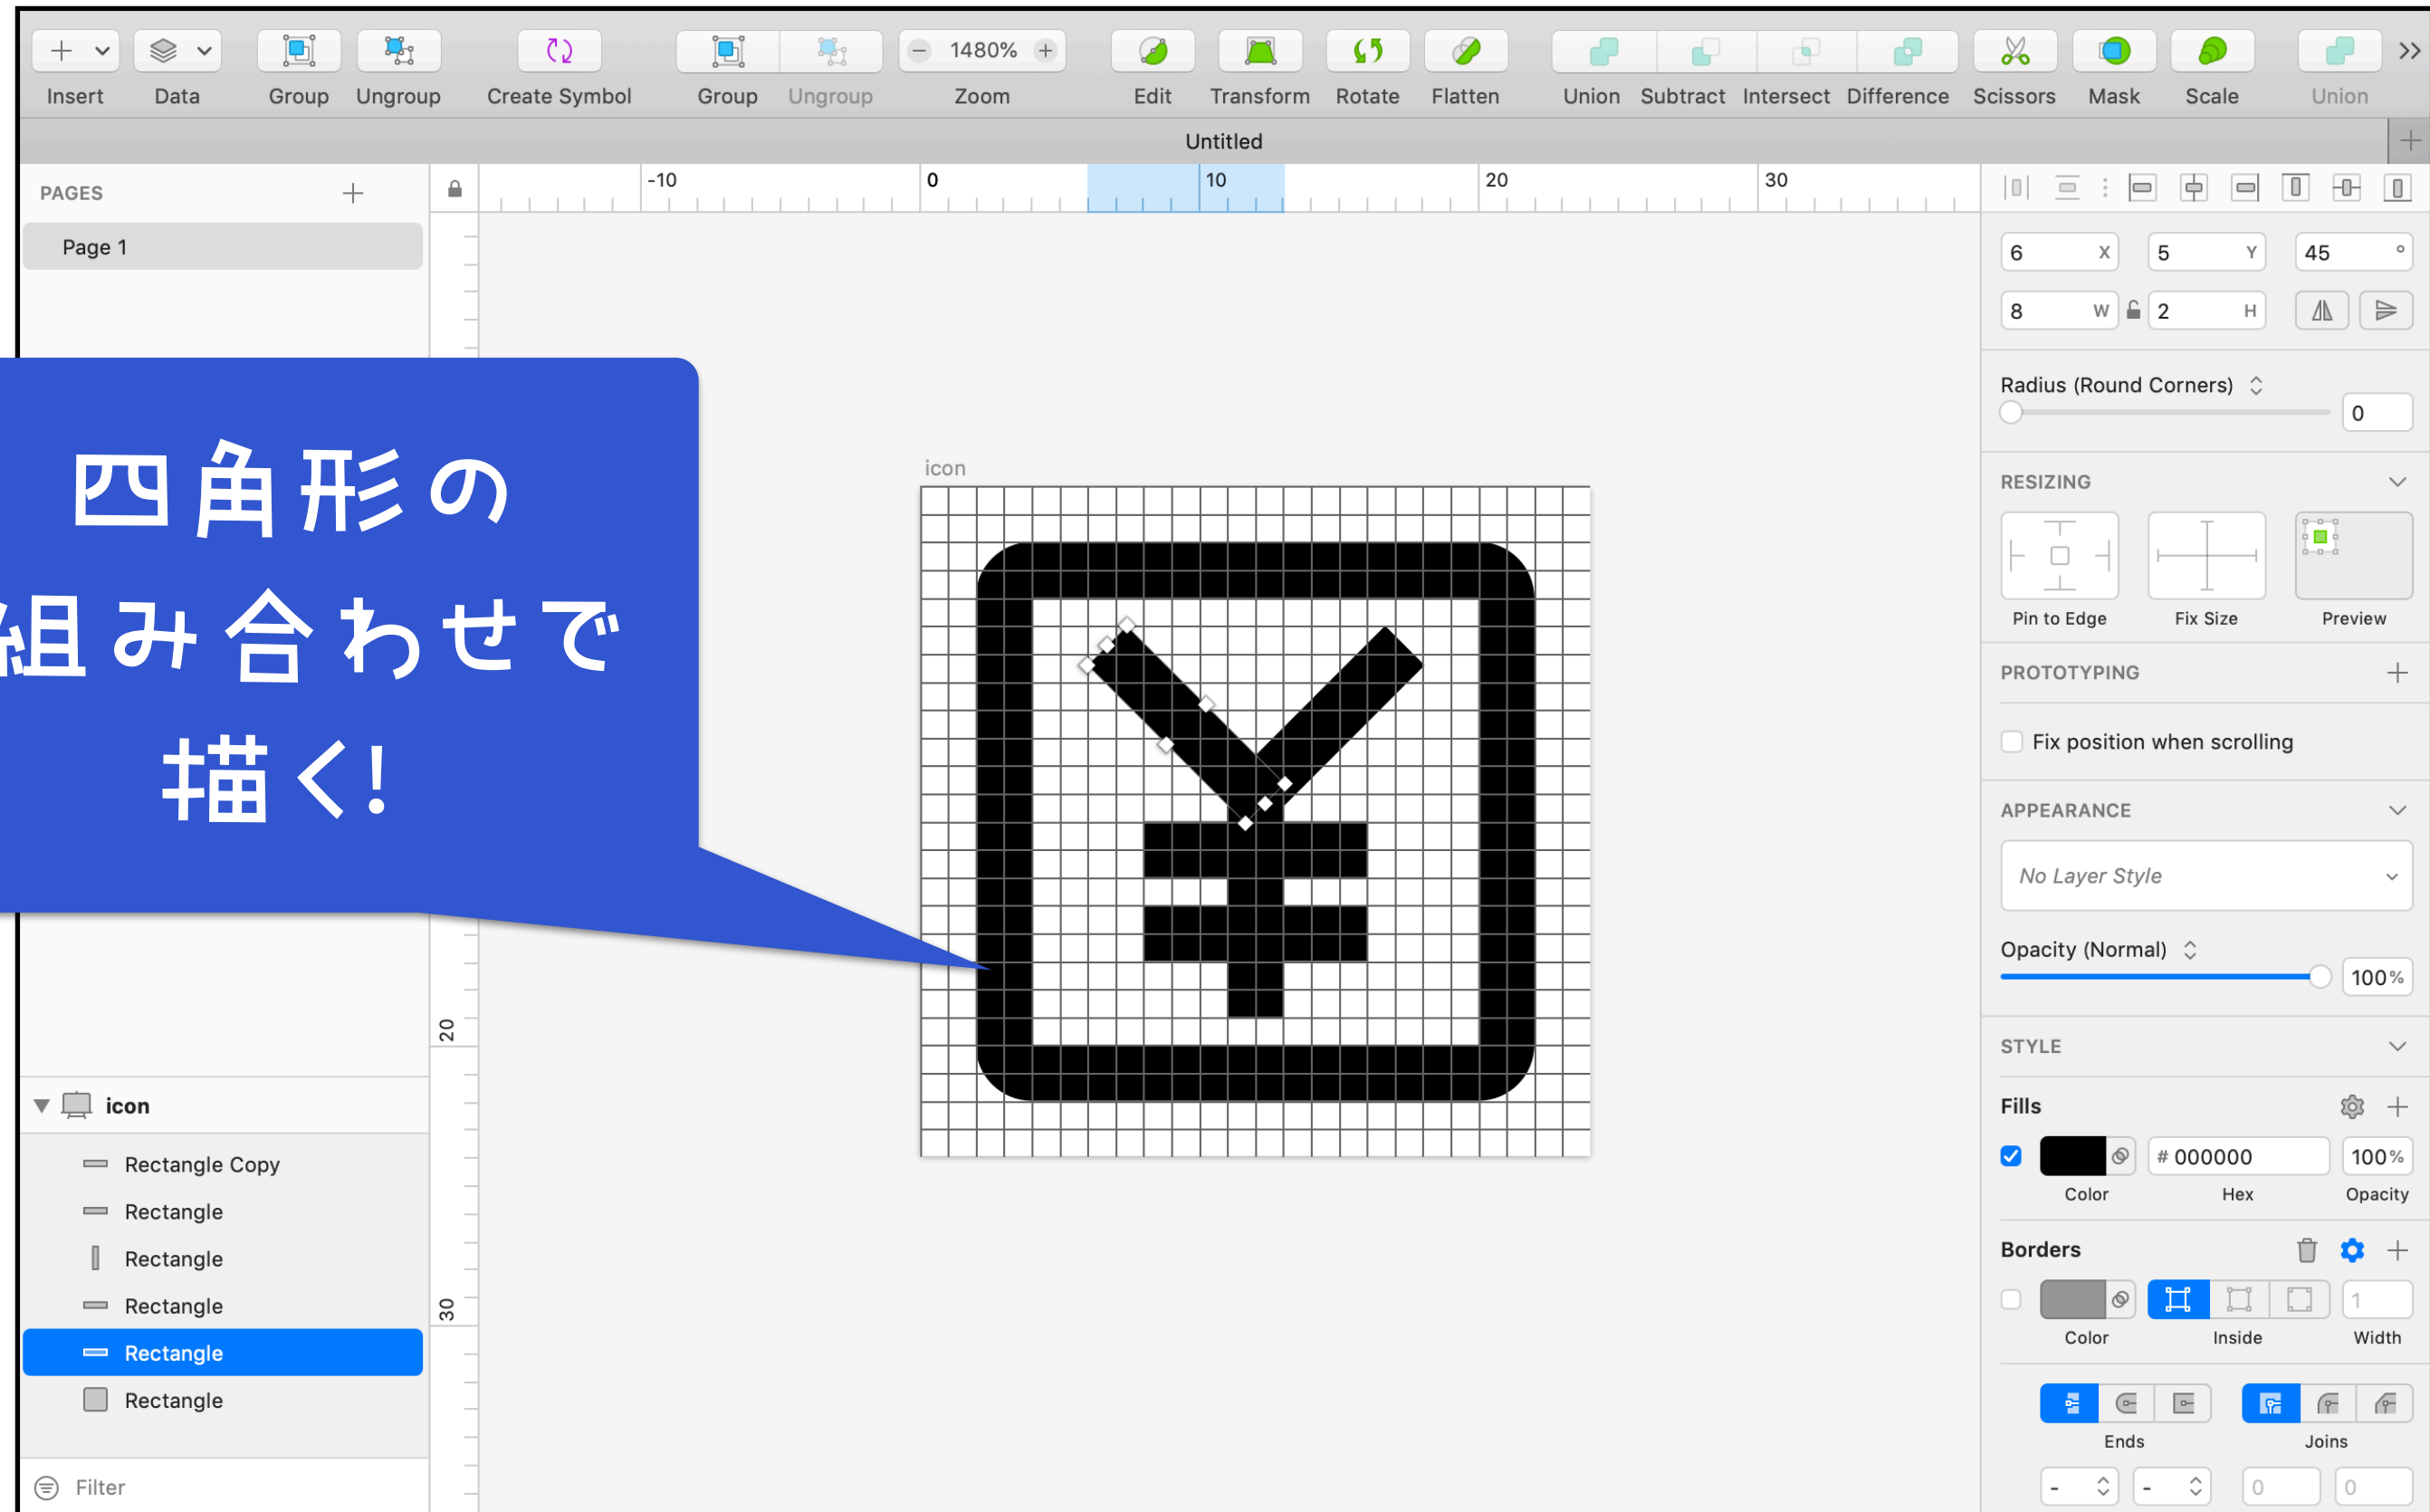 1480%
Insert Data Group Ungroup Create Symbol Group Ungroup Zoom Edit Transform Rotate Flatten Union Subtract Intersect Difference Scissors Mask Scale Union
Untitled
PAGES
Page 1
-10 0 10 20 30
20
30
四角形の
組み合わせで
描く!
icon
icon
Rectangle Copy
Rectangle
Rectangle
Rectangle
Rectangle
Rectangle
Filter
6 X 5 Y 45 °
8 W 2 H
Radius (Round Corners)
0
RESIZING
Pin to Edge Fix Size Preview
PROTOTYPING
Fix position when scrolling
APPEARANCE
No Layer Style
Opacity (Normal)
100%
STYLE
Fills
# 000000 100%
Color Hex Opacity
Borders
1
Color Inside Width
Ends Joins
- - 0 0